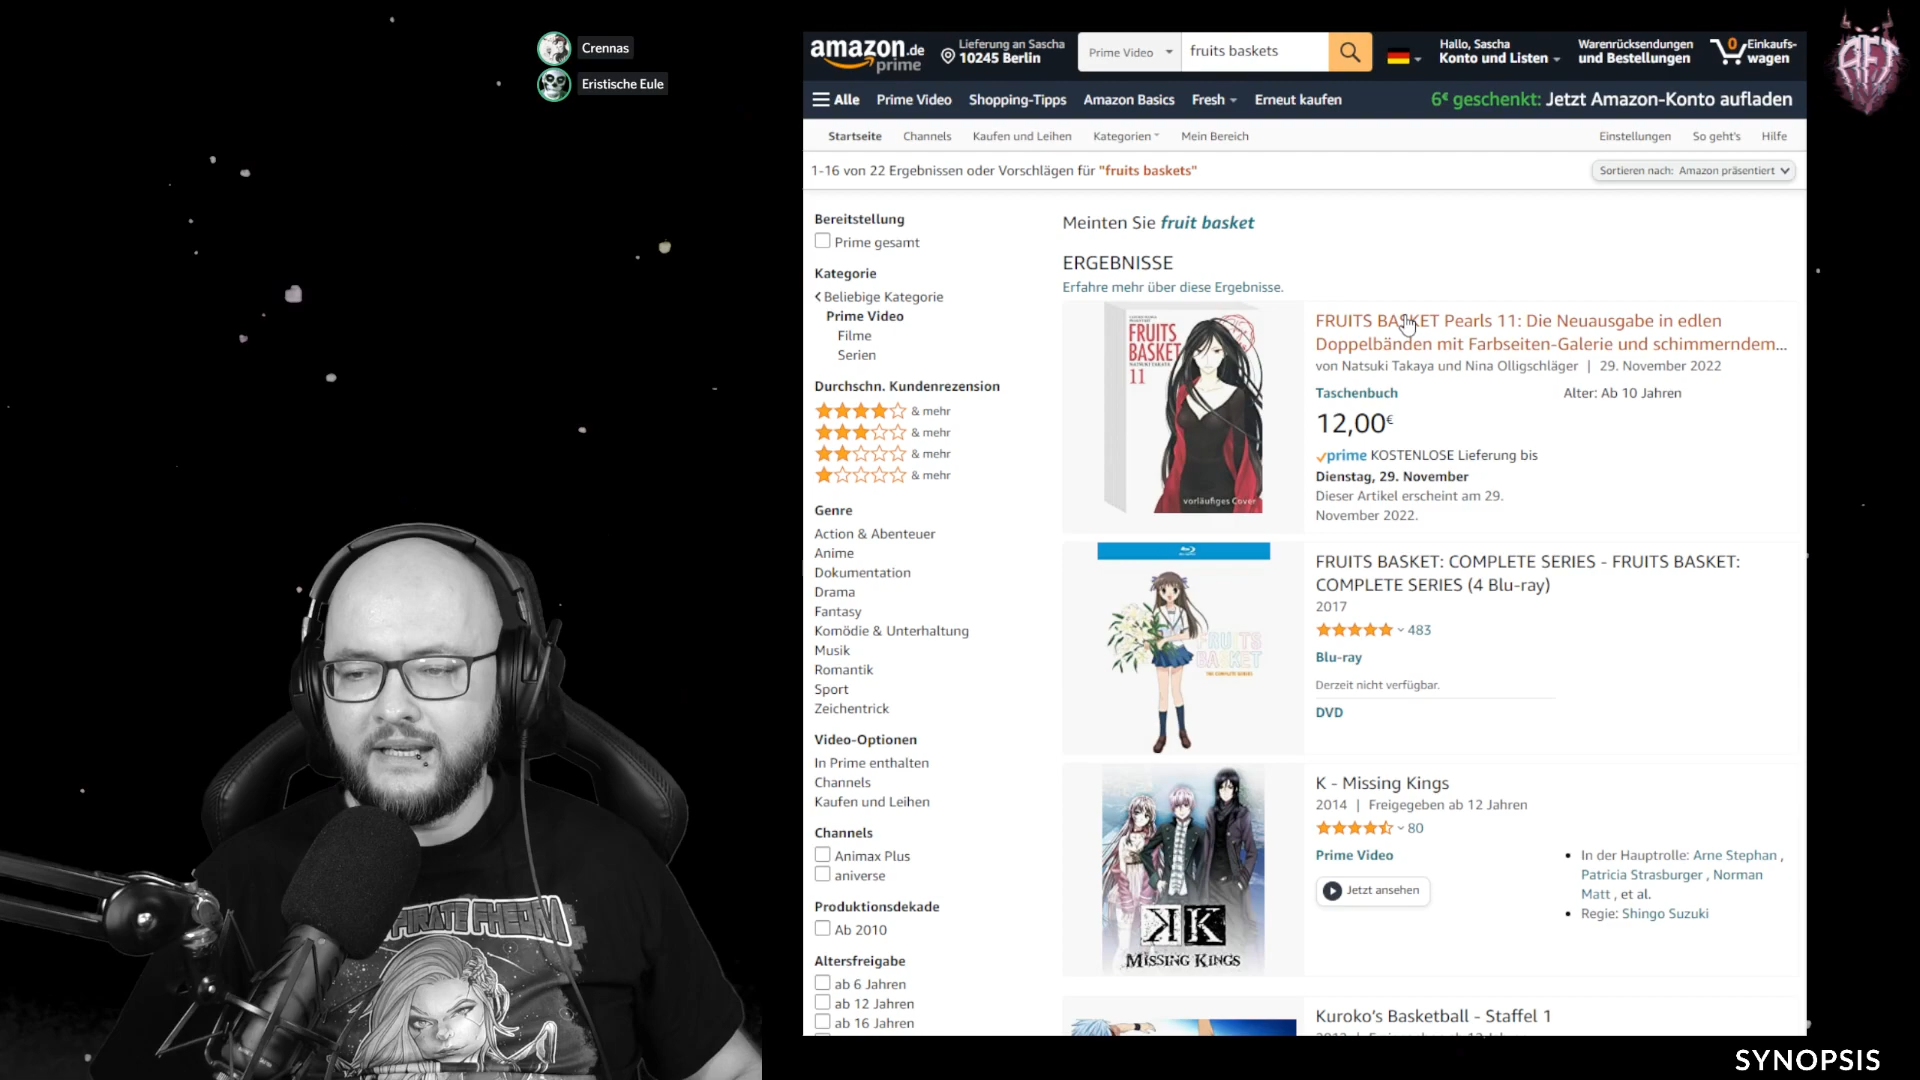 Crennas
Eristische Eule
amazon.de
prime
Lieferung an Sascha
10245 Berlin
Prime Video
fruits baskets
Hallo, Sascha
Konto und Listen
Warenrücksendungen
und Bestellungen
0
Einkaufs-
wagen
Alle
Prime Video
Shopping-Tipps
Amazon Basics
Fresh
Erneut kaufen
6€ geschenkt: Jetzt Amazon-Konto aufladen
Startseite
Channels
Kaufen und Leihen
Kategorien
Mein Bereich
Einstellungen
So geht's
Hilfe
1-16 von 22 Ergebnissen oder Vorschlägen für "fruits baskets"
Sortieren nach: Amazon präsentiert
Bereitstellung
Prime gesamt
Kategorie
Beliebige Kategorie
Prime Video
Filme
Serien
Durchschn. Kundenrezension
& mehr
& mehr
& mehr
& mehr
Genre
Action & Abenteuer
Anime
Dokumentation
Drama
Fantasy
Komödie & Unterhaltung
Musik
Romantik
Sport
Zeichentrick
Video-Optionen
In Prime enthalten
Channels
Kaufen und Leihen
Channels
Animax Plus
aniverse
Produktionsdekade
Ab 2010
Altersfreigabe
ab 6 Jahren
ab 12 Jahren
ab 16 Jahren
Meinten Sie fruit basket
ERGEBNISSE
Erfahre mehr über diese Ergebnisse.
FRUITS
BASKET
NATSUKI TAKAYA
11
vorläufiges Cover
FRUITS BASKET Pearls 11: Die Neuausgabe in edlen
Doppelbänden mit Farbseiten-Galerie und schimmerndem...
von Natsuki Takaya und Nina Olligschläger | 29. November 2022
Taschenbuch
Alter: Ab 10 Jahren
12,00€
prime KOSTENLOSE Lieferung bis
Dienstag, 29. November
Dieser Artikel erscheint am 29.
November 2022.
FRUITS
BASKET
THE COMPLETE SERIES
FRUITS BASKET: COMPLETE SERIES - FRUITS BASKET:
COMPLETE SERIES (4 Blu-ray)
2017
483
Blu-ray
Derzeit nicht verfügbar.
DVD
K
MISSING KINGS
K - Missing Kings
2014 | Freigegeben ab 12 Jahren
80
Prime Video
Jetzt ansehen
In der Hauptrolle: Arne Stephan ,
Patricia Strasburger , Norman
Matt , et al.
Regie: Shingo Suzuki
Kuroko's Basketball - Staffel 1
SYNOPSIS